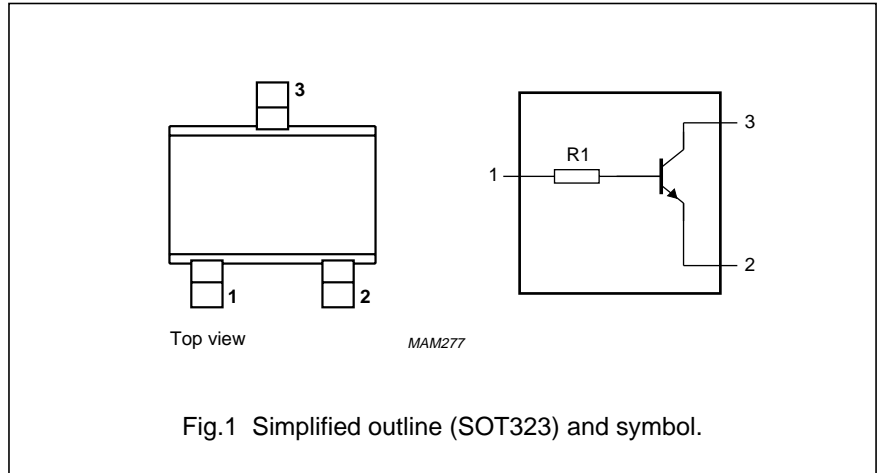 3
1
2
Top view
MAM277
R1
1
3
2
Fig.1 Simplified outline (SOT323) and symbol.